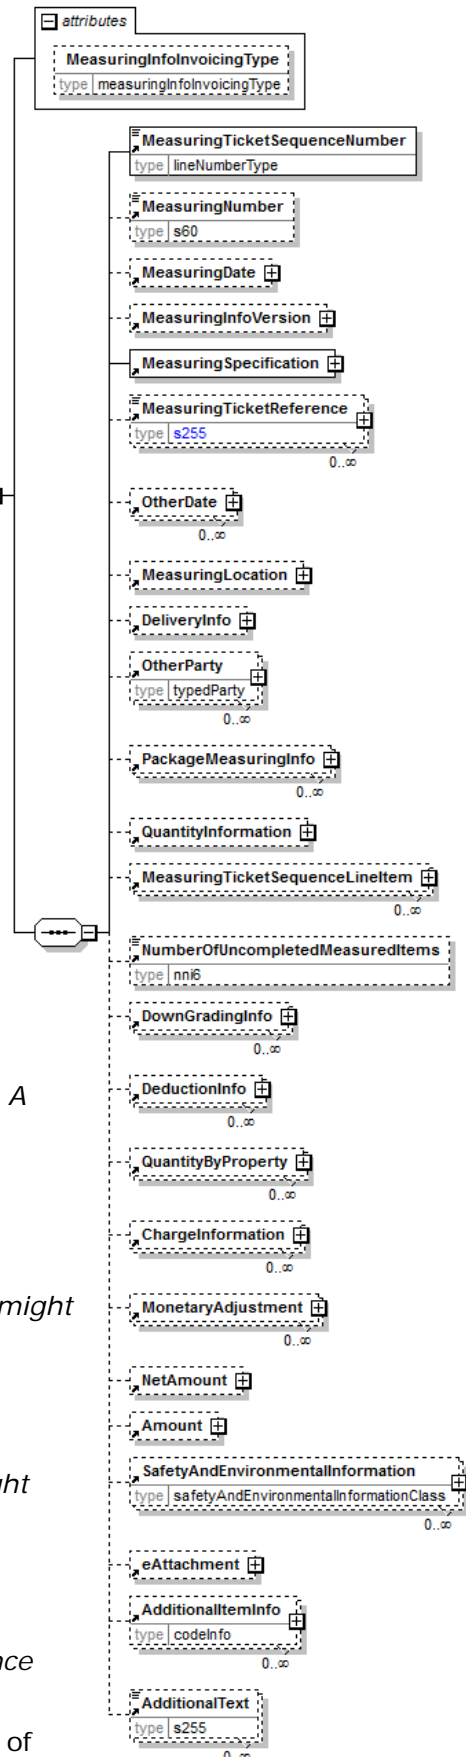 attributes
MeasuringInfoInvoicingType
type measuringInfoInvoicingType
MeasuringTicketSequenceNumber
type lineNumberType
MeasuringNumber
type s60
MeasuringDate
MeasuringInfoVersion
MeasuringSpecification
MeasuringTicketReference
type s255
0..∞
OtherDate
0..∞
MeasuringLocation
DeliveryInfo
OtherParty
type typedParty
0..∞
PackageMeasuringInfo
0..∞
QuantityInformation
MeasuringTicketSequenceLineItem
0..∞
NumberOfUncompletedMeasuredItems
type nni6
DownGradingInfo
0..∞
DeductionInfo
A
0..∞
QuantityByProperty
0..∞
ChargeInformation
0..∞
might
MonetaryAdjustment
0..∞
NetAmount
Amount
SafetyAndEnvironmentalInformation
ght
type safetyAndEnvironmentalInformationClass
0..∞
eAttachment
AdditionalItemInfo
type codeInfo
nce
0..∞
AdditionalText
type s255
of
0..∞